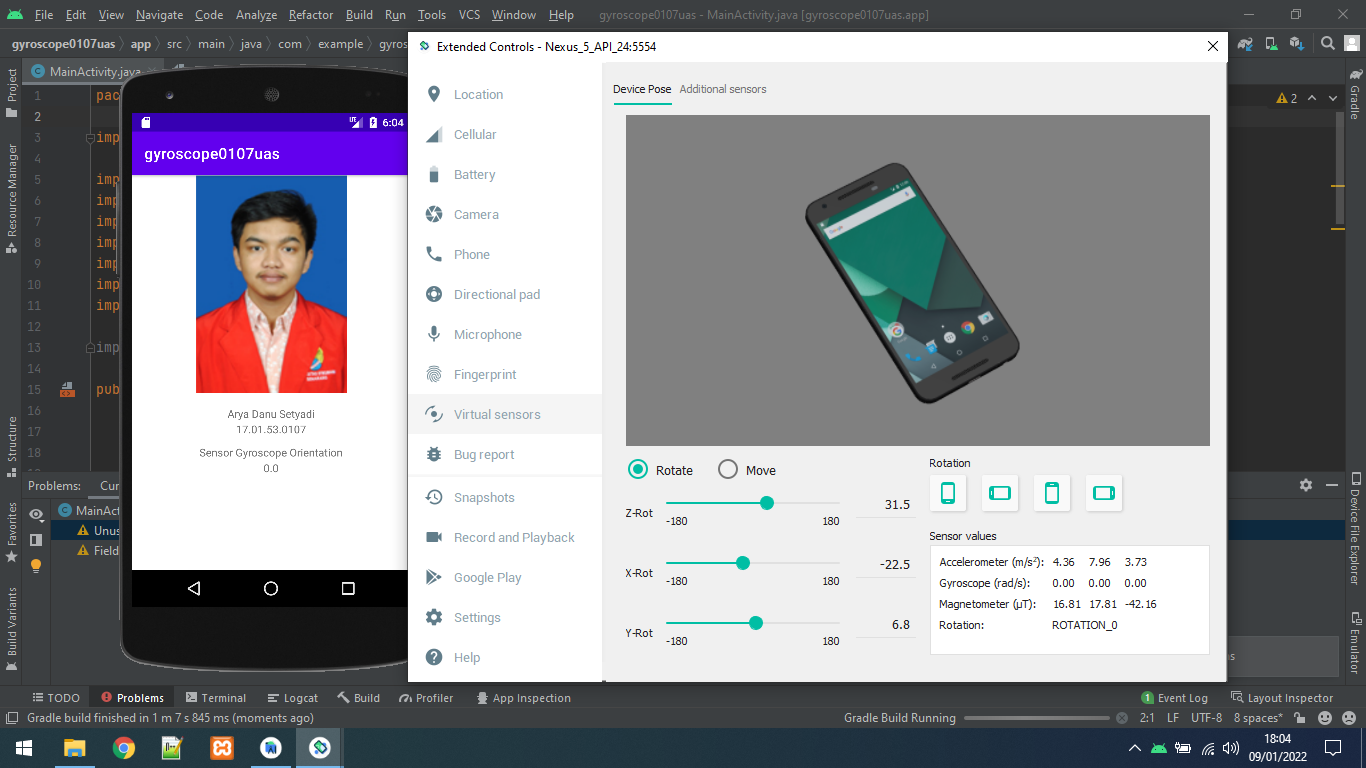 File Edit View Navigate Code Analyze Refactor Build Run Tools VCS Window Help gyroscope0107uas - MainActivity.java [gyroscope0107uas.app]
gyroscope0107uas app src main java com example gyros
Extended Controls - Nexus_5_API_24:5554
MainActivity.java
Project
Resource Manager
Structure
Favorites
Build Variants
1 pac
2
3 imp
4
5 imp
6 imp
7 imp
8 imp
9 imp
10 imp
11 imp
12
13 imp
14
15 pub
16
17
18
6:04
gyroscope0107uas
Arya Danu Setyadi
17.01.53.0107
Sensor Gyroscope Orientation
0.0
Location
Cellular
Battery
Camera
Phone
Directional pad
Microphone
Fingerprint
Virtual sensors
Bug report
Snapshots
Record and Playback
Google Play
Settings
Help
Device Pose Additional sensors
Google
Rotate Move
Z-Rot -180 180 31.5
X-Rot -180 180 -22.5
Y-Rot -180 180 6.8
Rotation
Sensor values
Accelerometer (m/s²): 4.36 7.96 3.73
Gyroscope (rad/s): 0.00 0.00 0.00
Magnetometer (µT): 16.81 17.81 -42.16
Rotation: ROTATION_0
2
Gradle
Device File Explorer
Emulator
Problems: Cur
MainAct
Unus
Field
s
TODO Problems Terminal Logcat Build Profiler App Inspection 1 Event Log Layout Inspector
Gradle build finished in 1 m 7 s 845 ms (moments ago) Gradle Build Running 2:1 LF UTF-8 8 spaces*
18:04
09/01/2022